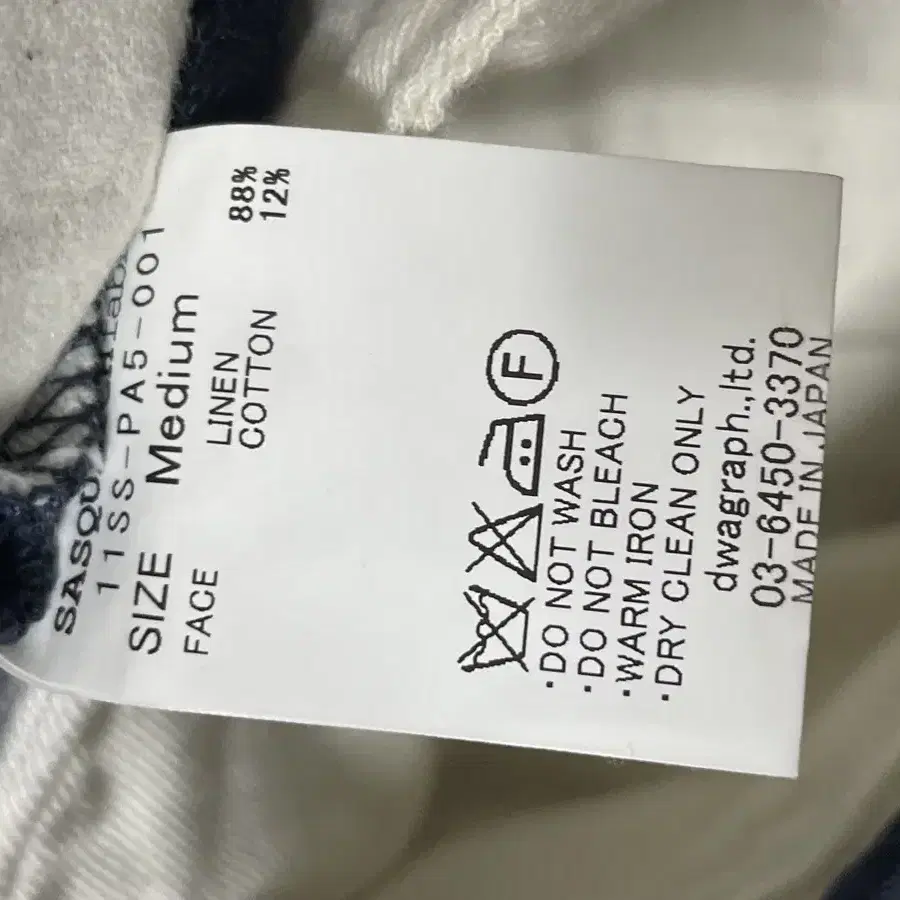 SASQU
11SS-PA5-001
SIZE Medium
FACE LINEN 88%
COTTON 12%
F
·DO NOT WASH
·DO NOT BLEACH
·WARM IRON
·DRY CLEAN ONLY
dwagraph.,ltd.
03-6450-3370
MADE IN JAPAN